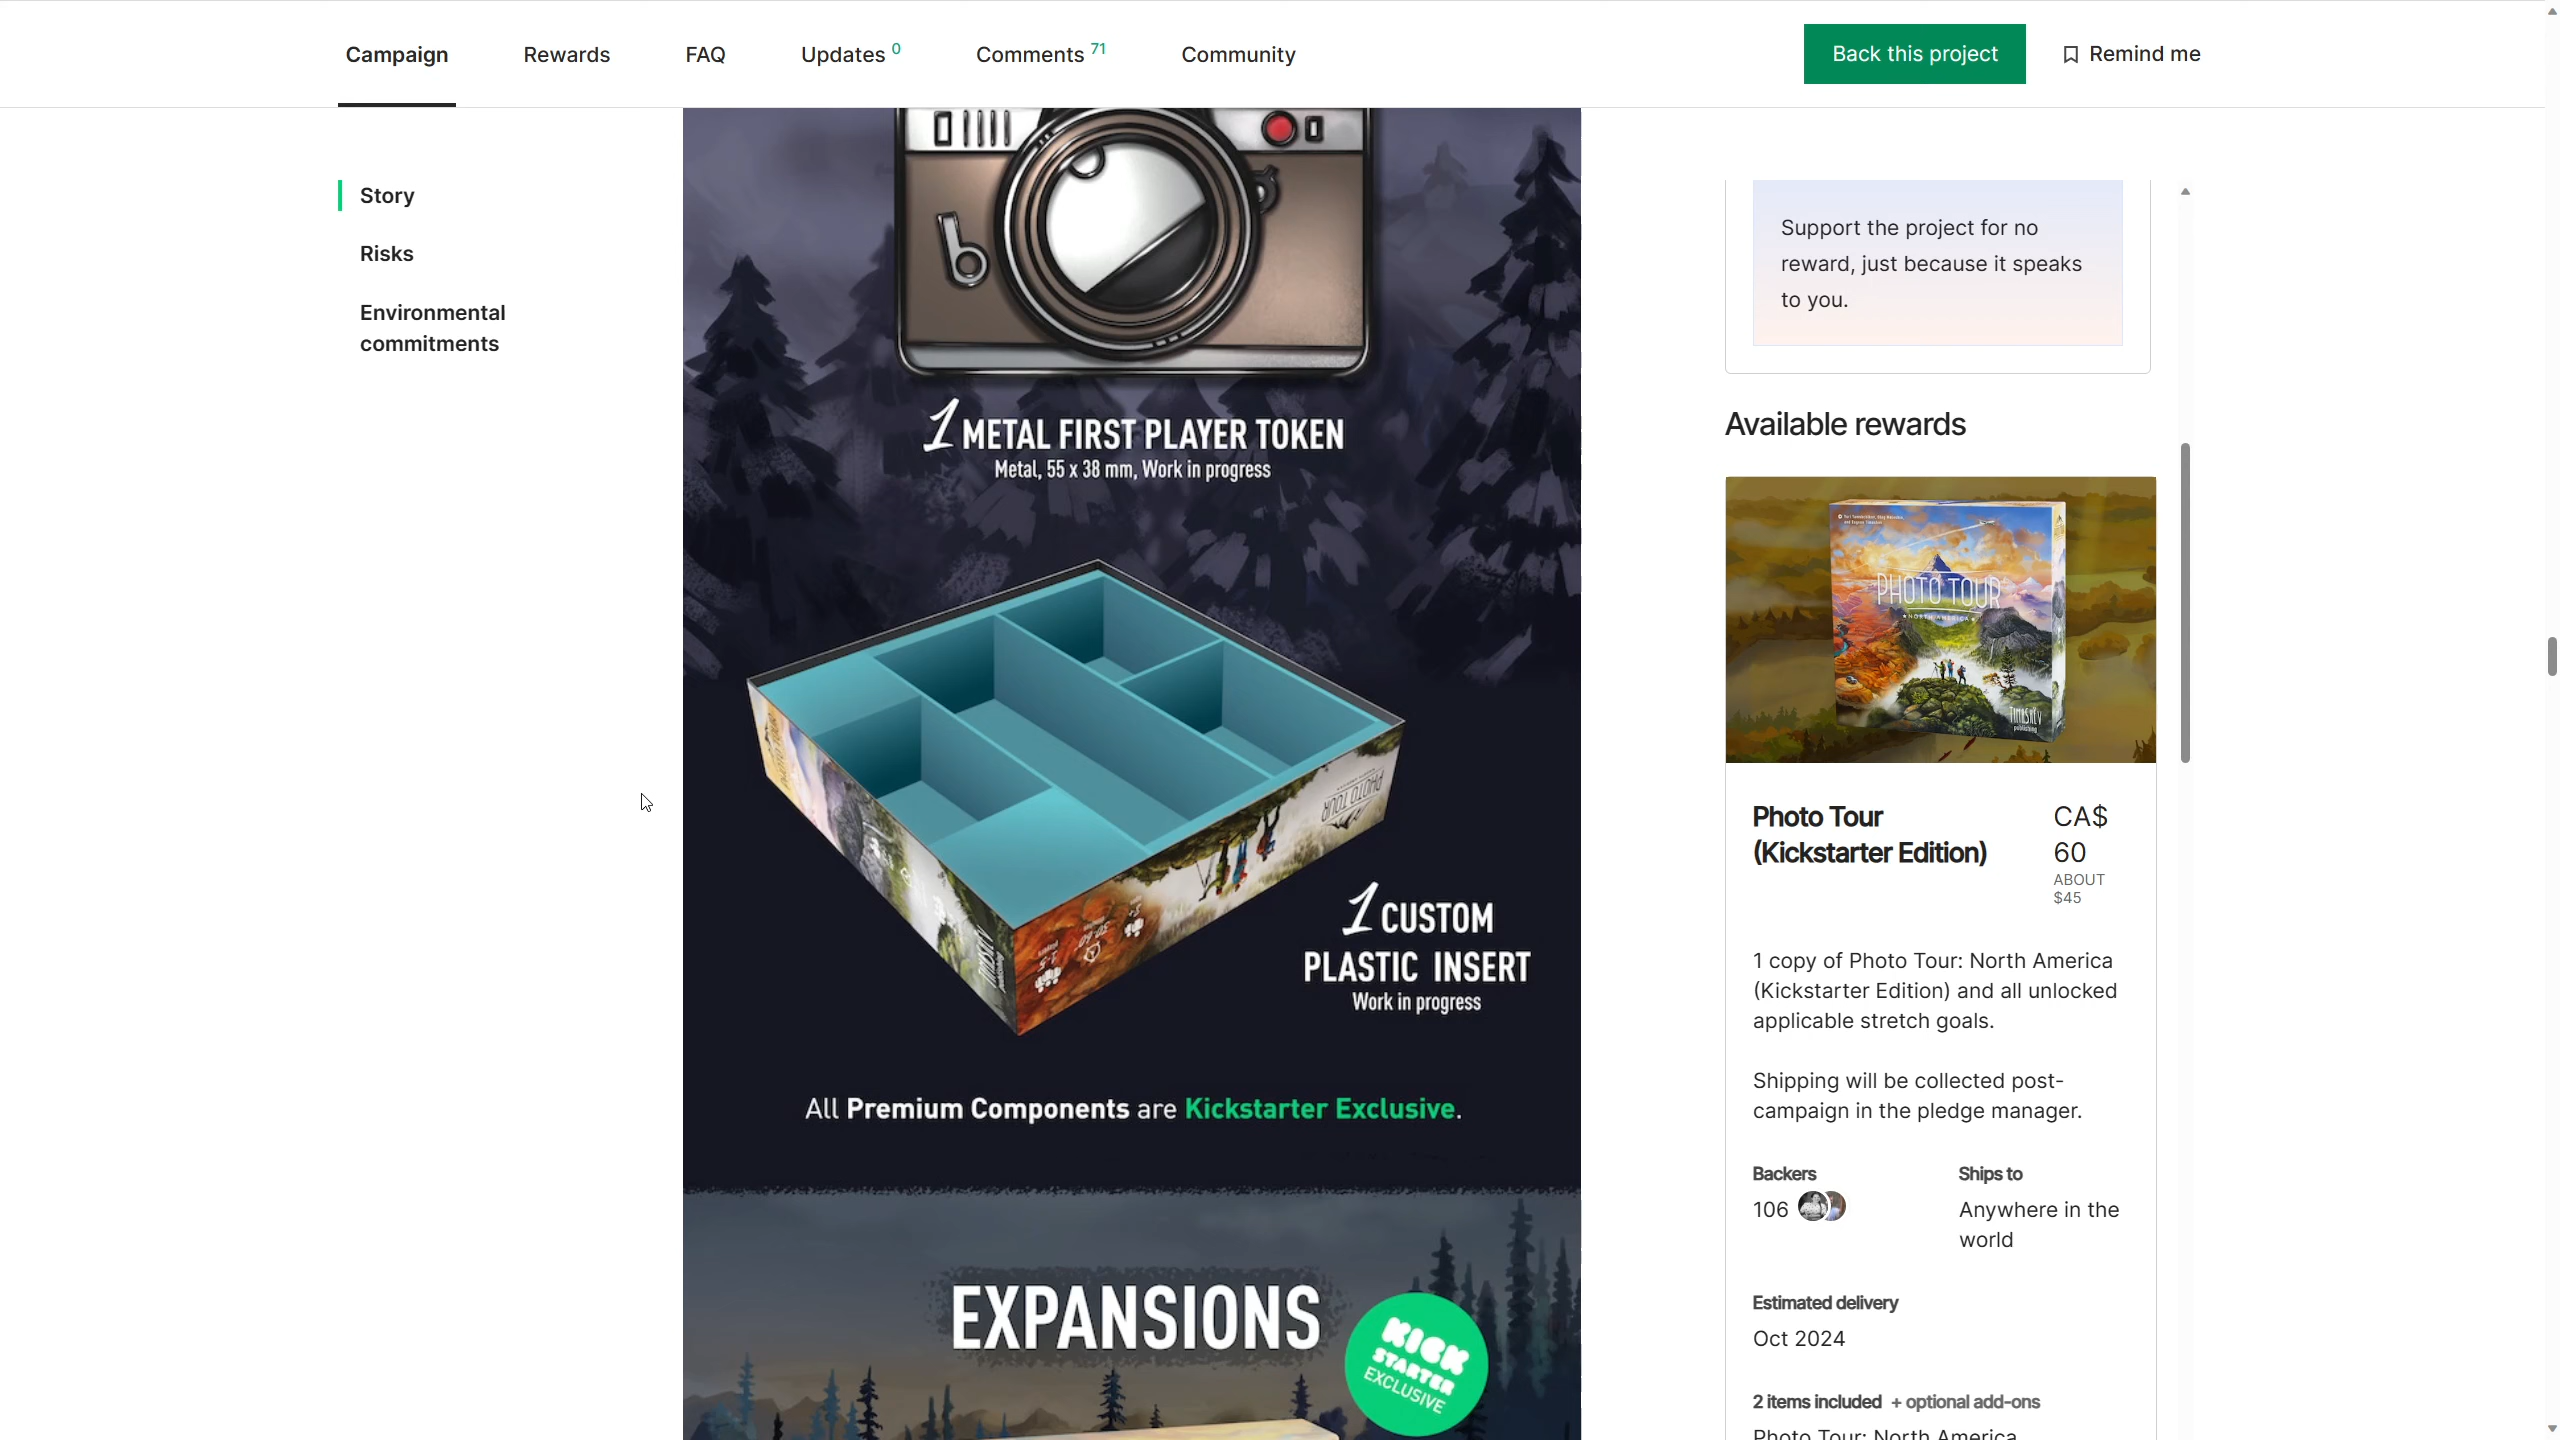 Campaign
Rewards
FAQ
Updates 0
Comments 71
Community
Back this project
Remind me
Story
Risks
Environmental
commitments
1 METAL FIRST PLAYER TOKEN
Metal, 55 x 38 mm, Work in progress
PHOTO TOUR
1 CUSTOM
PLASTIC INSERT
Work in progress
All Premium Components are Kickstarter Exclusive.
EXPANSIONS
KICK
STARTER
EXCLUSIVE
Support the project for no
reward, just because it speaks
to you.
Available rewards
PHOTO TOUR
NORTH AMERICA
publishing
Photo Tour
(Kickstarter Edition)
CA$
60
ABOUT
$45
1 copy of Photo Tour: North America
(Kickstarter Edition) and all unlocked
applicable stretch goals.
Shipping will be collected post-
campaign in the pledge manager.
Backers
106
Ships to
Anywhere in the
world
Estimated delivery
Oct 2024
2 items included + optional add-ons
Photo Tour: North America